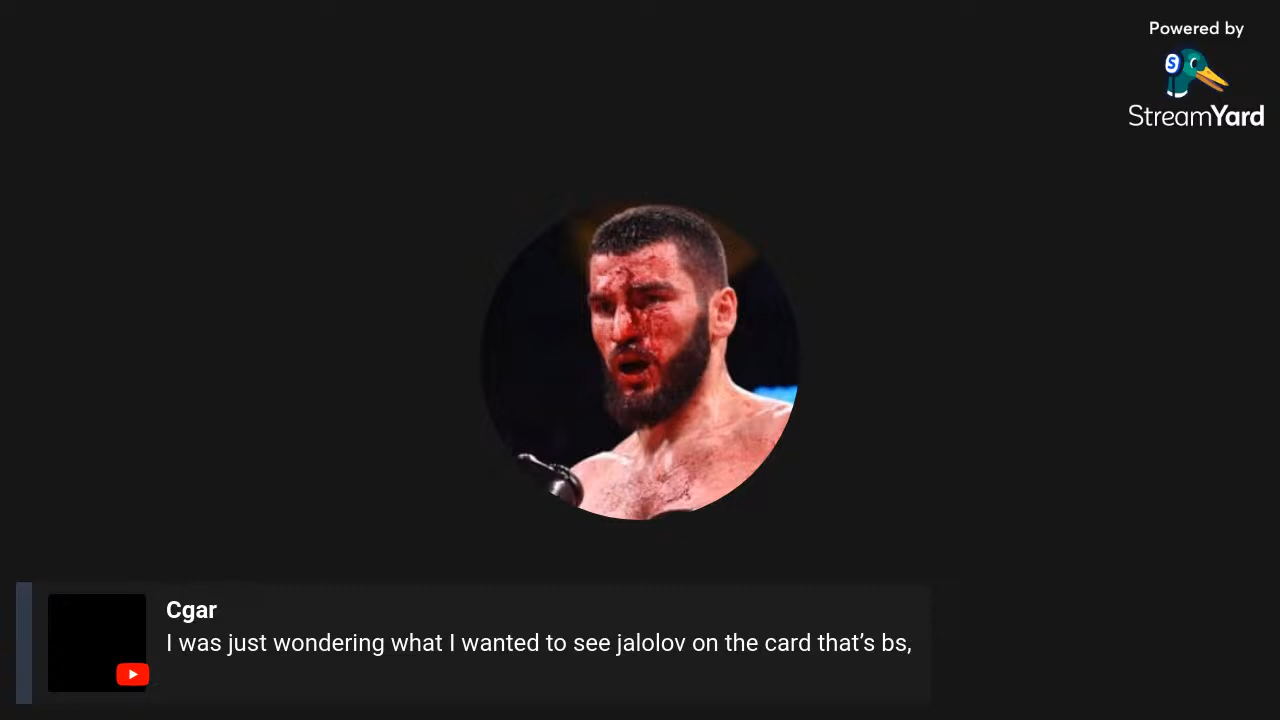 Powered by
S
StreamYard
Cgar
I was just wondering what I wanted to see jalolov on the card that’s bs,